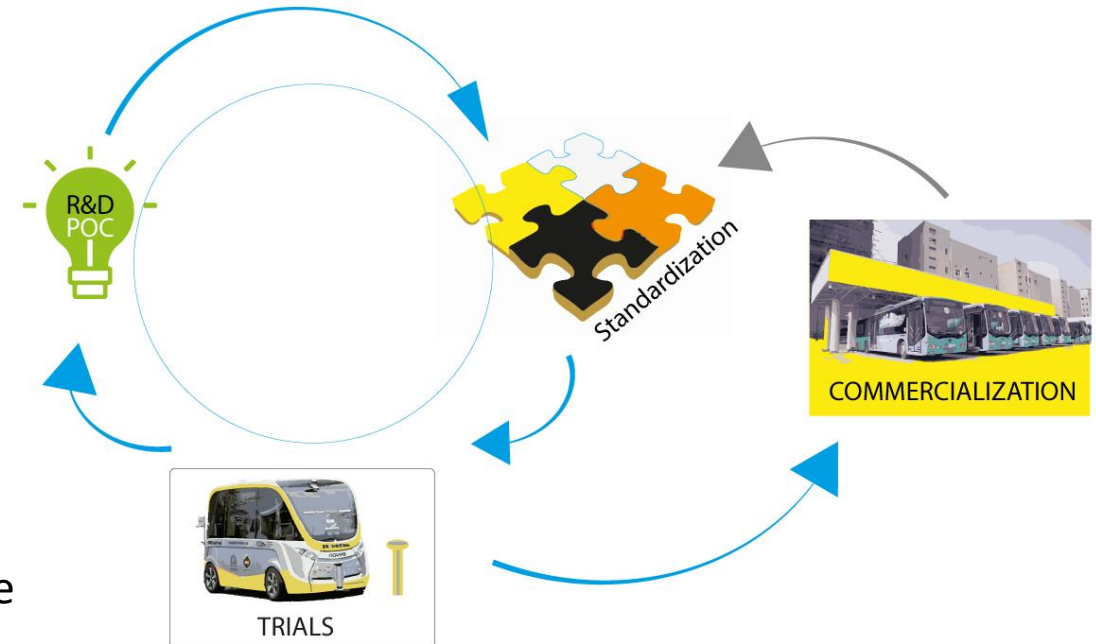 R&D
POC
Standardization
COMMERCIALIZATION
TRIALS
e